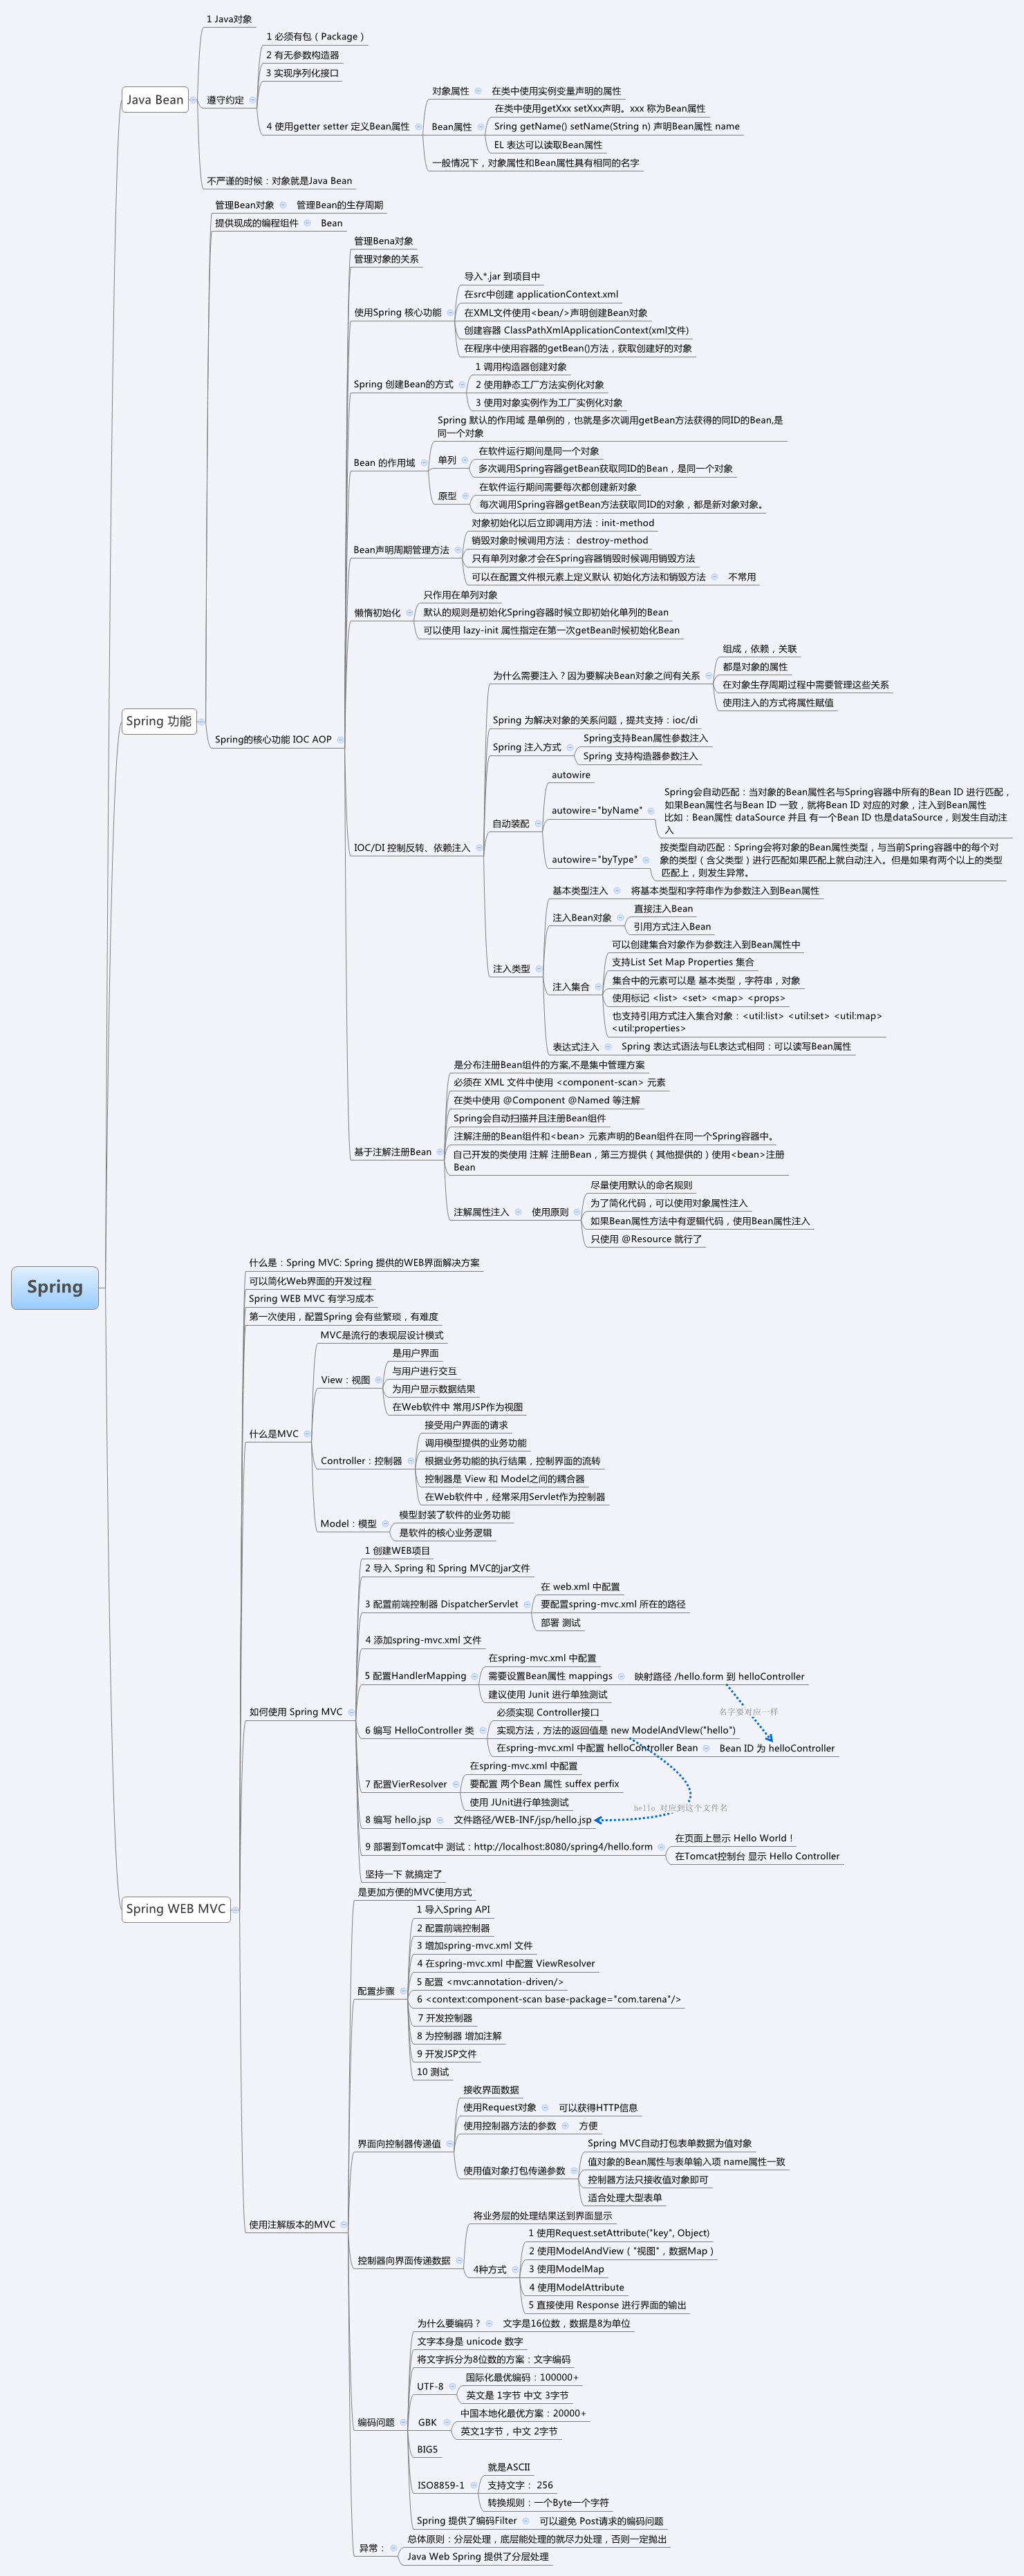 Spring
Java Bean
1 Java对象
遵守约定
1 必须有包（Package）
2 有无参数构造器
3 实现序列化接口
4 使用getter setter 定义Bean属性
对象属性
在类中使用实例变量声明的属性
Bean属性
在类中使用getXxx setXxx声明。xxx 称为Bean属性
Sring getName() setName(String n) 声明Bean属性 name
EL 表达可以读取Bean属性
一般情况下，对象属性和Bean属性具有相同的名字
不严谨的时候：对象就是Java Bean
Spring 功能
管理Bean对象
管理Bean的生存周期
提供现成的编程组件
Bean
Spring的核心功能 IOC AOP
管理Bena对象
管理对象的关系
使用Spring 核心功能
导入*.jar 到项目中
在src中创建 applicationContext.xml
在XML文件使用<bean/>声明创建Bean对象
创建容器 ClassPathXmlApplicationContext(xml文件)
在程序中使用容器的getBean()方法，获取创建好的对象
Spring 创建Bean的方式
1 调用构造器创建对象
2 使用静态工厂方法实例化对象
3 使用对象实例作为工厂实例化对象
Bean 的作用域
Spring 默认的作用域 是单例的，也就是多次调用getBean方法获得的同ID的Bean,是
同一个对象
单列
在软件运行期间是同一个对象
多次调用Spring容器getBean获取同ID的Bean，是同一个对象
原型
在软件运行期间需要每次都创建新对象
每次调用Spring容器getBean方法获取同ID的对象，都是新对象对象。
Bean声明周期管理方法
对象初始化以后立即调用方法：init-method
销毁对象时候调用方法： destroy-method
只有单列对象才会在Spring容器销毁时候调用销毁方法
可以在配置文件根元素上定义默认 初始化方法和销毁方法
不常用
懒惰初始化
只作用在单列对象
默认的规则是初始化Spring容器时候立即初始化单列的Bean
可以使用 lazy-init 属性指定在第一次getBean时候初始化Bean
IOC/DI 控制反转、依赖注入
为什么需要注入？因为要解决Bean对象之间有关系
组成，依赖，关联
都是对象的属性
在对象生存周期过程中需要管理这些关系
使用注入的方式将属性赋值
Spring 为解决对象的关系问题，提共支持：ioc/di
Spring 注入方式
Spring支持Bean属性参数注入
Spring 支持构造器参数注入
自动装配
autowire
autowire="byName"
Spring会自动匹配：当对象的Bean属性名与Spring容器中所有的Bean ID 进行匹配，
如果Bean属性名与Bean ID 一致，就将Bean ID 对应的对象，注入到Bean属性
比如：Bean属性 dataSource 并且 有一个Bean ID 也是dataSource，则发生自动注
入
autowire="byType"
按类型自动匹配：Spring会将对象的Bean属性类型，与当前Spring容器中的每个对
象的类型（含父类型）进行匹配如果匹配上就自动注入。但是如果有两个以上的类型
匹配上，则发生异常。
注入类型
基本类型注入
将基本类型和字符串作为参数注入到Bean属性
注入Bean对象
直接注入Bean
引用方式注入Bean
注入集合
可以创建集合对象作为参数注入到Bean属性中
支持List Set Map Properties 集合
集合中的元素可以是 基本类型，字符串，对象
使用标记 <list> <set> <map> <props>
也支持引用方式注入集合对象：<util:list> <util:set> <util:map>
<util:properties>
表达式注入
Spring 表达式语法与EL表达式相同：可以读写Bean属性
基于注解注册Bean
是分布注册Bean组件的方案,不是集中管理方案
必须在 XML 文件中使用 <component-scan> 元素
在类中使用 @Component @Named 等注解
Spring会自动扫描并且注册Bean组件
注解注册的Bean组件和<bean> 元素声明的Bean组件在同一个Spring容器中。
自己开发的类使用 注解 注册Bean，第三方提供（其他提供的）使用<bean>注册
Bean
注解属性注入
使用原则
尽量使用默认的命名规则
为了简化代码，可以使用对象属性注入
如果Bean属性方法中有逻辑代码，使用Bean属性注入
只使用 @Resource 就行了
Spring WEB MVC
什么是：Spring MVC: Spring 提供的WEB界面解决方案
可以简化Web界面的开发过程
Spring WEB MVC 有学习成本
第一次使用，配置Spring 会有些繁琐，有难度
什么是MVC
MVC是流行的表现层设计模式
View：视图
是用户界面
与用户进行交互
为用户显示数据结果
在Web软件中 常用JSP作为视图
Controller：控制器
接受用户界面的请求
调用模型提供的业务功能
根据业务功能的执行结果，控制界面的流转
控制器是 View 和 Model之间的耦合器
在Web软件中，经常采用Servlet作为控制器
Model：模型
模型封装了软件的业务功能
是软件的核心业务逻辑
如何使用 Spring MVC
1 创建WEB项目
2 导入 Spring 和 Spring MVC的jar文件
3 配置前端控制器 DispatcherServlet
在 web.xml 中配置
要配置spring-mvc.xml 所在的路径
部署 测试
4 添加spring-mvc.xml 文件
5 配置HandlerMapping
在spring-mvc.xml 中配置
需要设置Bean属性 mappings
映射路径 /hello.form 到 helloController
建议使用 Junit 进行单独测试
名字要对应一样
6 编写 HelloController 类
必须实现 Controller接口
实现方法，方法的返回值是 new ModelAndVIew("hello")
在spring-mvc.xml 中配置 helloController Bean
Bean ID 为 helloController
7 配置VierResolver
在spring-mvc.xml 中配置
要配置 两个Bean 属性 suffex perfix
使用 JUnit进行单独测试
hello 对应到这个文件名
8 编写 hello.jsp
文件路径/WEB-INF/jsp/hello.jsp
9 部署到Tomcat中 测试：http://localhost:8080/spring4/hello.form
在页面上显示 Hello World！
在Tomcat控制台 显示 Hello Controller
坚持一下 就搞定了
使用注解版本的MVC
是更加方便的MVC使用方式
配置步骤
1 导入Spring API
2 配置前端控制器
3 增加spring-mvc.xml 文件
4 在spring-mvc.xml 中配置 ViewResolver
5 配置 <mvc:annotation-driven/>
6 <context:component-scan base-package="com.tarena"/>
7 开发控制器
8 为控制器 增加注解
9 开发JSP文件
10 测试
界面向控制器传递值
接收界面数据
使用Request对象
可以获得HTTP信息
使用控制器方法的参数
方便
使用值对象打包传递参数
Spring MVC自动打包表单数据为值对象
值对象的Bean属性与表单输入项 name属性一致
控制器方法只接收值对象即可
适合处理大型表单
控制器向界面传递数据
将业务层的处理结果送到界面显示
4种方式
1 使用Request.setAttribute("key", Object)
2 使用ModelAndView（"视图"，数据Map）
3 使用ModelMap
4 使用ModelAttribute
5 直接使用 Response 进行界面的输出
编码问题
为什么要编码？
文字是16位数，数据是8为单位
文字本身是 unicode 数字
将文字拆分为8位数的方案：文字编码
UTF-8
国际化最优编码：100000+
英文是 1字节 中文 3字节
GBK
中国本地化最优方案：20000+
英文1字节，中文 2字节
BIG5
ISO8859-1
就是ASCII
支持文字： 256
转换规则：一个Byte一个字符
Spring 提供了编码Filter
可以避免 Post请求的编码问题
异常：
总体原则：分层处理，底层能处理的就尽力处理，否则一定抛出
Java Web Spring 提供了分层处理